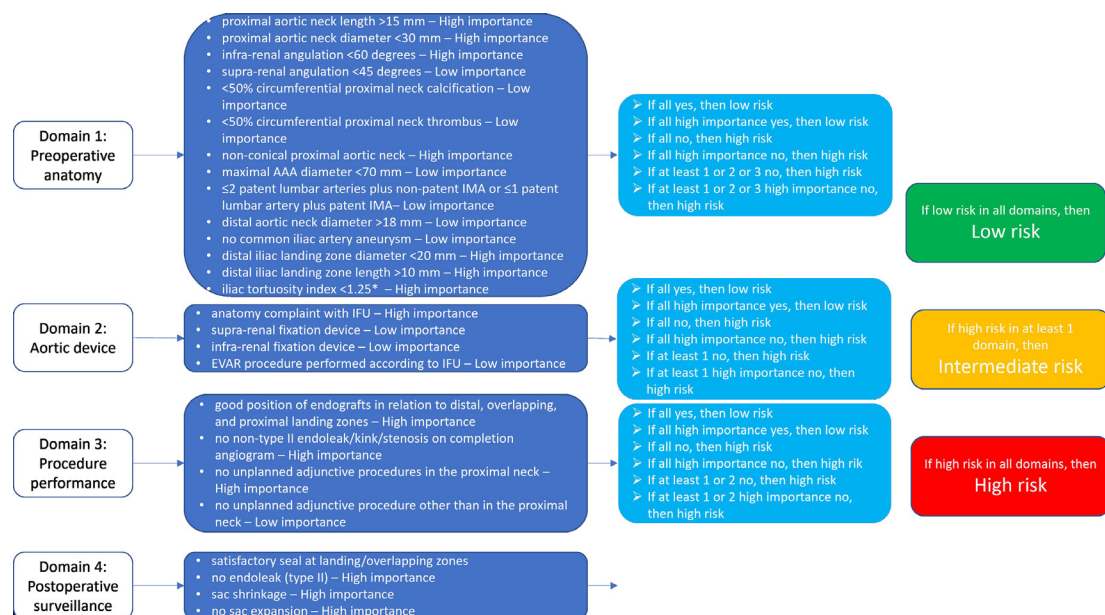 proximal aortic neck length >15 mm – High importance
• proximal aortic neck diameter <30 mm – High importance
• infra-renal angulation <60 degrees – High importance
• supra-renal angulation <45 degrees – Low importance
• <50% circumferential proximal neck calcification – Low
importance
• <50% circumferential proximal neck thrombus – Low
importance
• non-conical proximal aortic neck – High importance
• maximal AAA diameter <70 mm – Low importance
• ≤2 patent lumbar arteries plus non-patent IMA or ≤1 patent
lumbar artery plus patent IMA– Low importance
• distal aortic neck diameter >18 mm – Low importance
• no common iliac artery aneurysm – Low importance
• distal iliac landing zone diameter <20 mm – High importance
• distal iliac landing zone length >10 mm – High importance
• iliac tortuosity index <1.25* – High importance
Domain 1:
Preoperative
anatomy
➢ If all yes, then low risk
➢ If all high importance yes, then low risk
➢ If all no, then high risk
➢ If all high importance no, then high risk
➢ If at least 1 or 2 or 3 no, then high risk
➢ If at least 1 or 2 or 3 high importance no,
then high risk
If low risk in all domains, then
Low risk
Domain 2:
Aortic device
• anatomy complaint with IFU – High importance
• supra-renal fixation device – Low importance
• infra-renal fixation device – Low importance
• EVAR procedure performed according to IFU – Low importance
➢ If all yes, then low risk
➢ If all high importance yes, then low risk
➢ If all no, then high risk
➢ If all high importance no, then high risk
➢ If at least 1 no, then high risk
➢ If at least 1 high importance no, then
high risk
If high risk in at least 1
domain, then
Intermediate risk
Domain 3:
Procedure
performance
• good position of endografts in relation to distal, overlapping,
and proximal landing zones – High importance
• no non-type II endoleak/kink/stenosis on completion
angiogram – High importance
• no unplanned adjunctive procedures in the proximal neck –
High importance
• no unplanned adjunctive procedure other than in the proximal
neck – Low importance
➢ If all yes, then low risk
➢ If all high importance yes, then low risk
➢ If all no, then high risk
➢ If all high importance no, then high rik
➢ If at least 1 or 2 no, then high risk
➢ If at least 1 or 2 high importance no,
then high risk
If high risk in all domains, then
High risk
Domain 4:
Postoperative
surveillance
• satisfactory seal at landing/overlapping zones
• no endoleak (type II) – High importance
• sac shrinkage – High importance
• no sac expansion – High importance